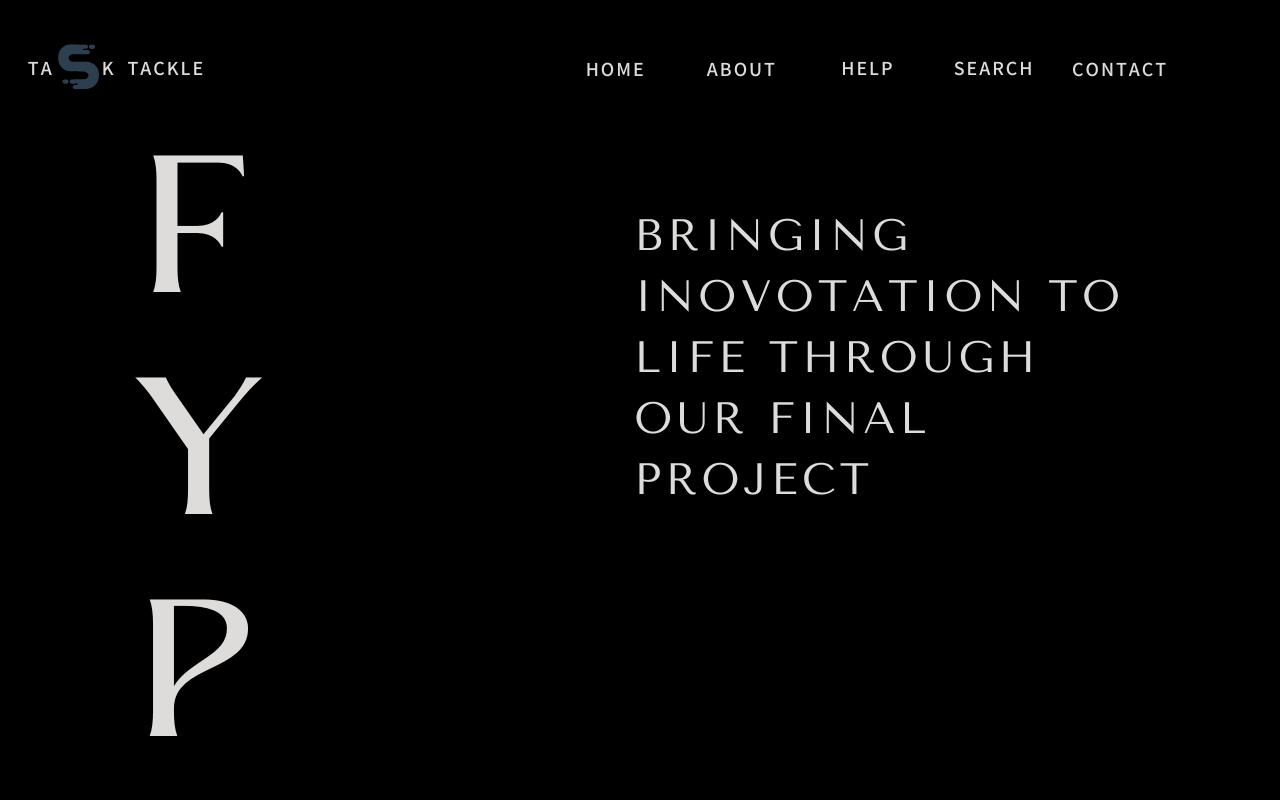 TASK TACKLE
HOME ABOUT HELP SEARCH CONTACT
F
Y
P
BRINGING
INOVOTATION TO
LIFE THROUGH
OUR FINAL
PROJECT